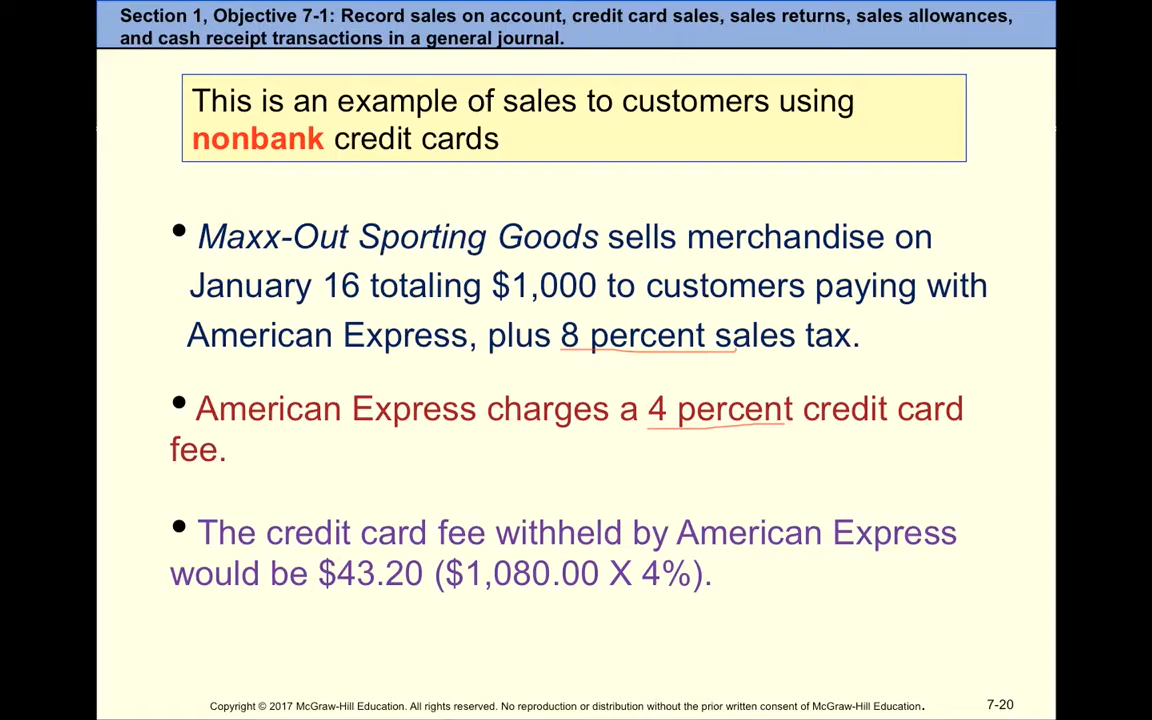 Section 1, Objective 7-1: Record sales on account, credit card sales, sales returns, sales allowances,
and cash receipt transactions in a general journal.
This is an example of sales to customers using
nonbank credit cards
• Maxx-Out Sporting Goods sells merchandise on
January 16 totaling $1,000 to customers paying with
American Express, plus 8 percent sales tax.
• American Express charges a 4 percent credit card
fee.
• The credit card fee withheld by American Express
would be $43.20 ($1,080.00 X 4%).
Copyright © 2017 McGraw-Hill Education. All rights reserved. No reproduction or distribution without the prior written consent of McGraw-Hill Education.
7-20